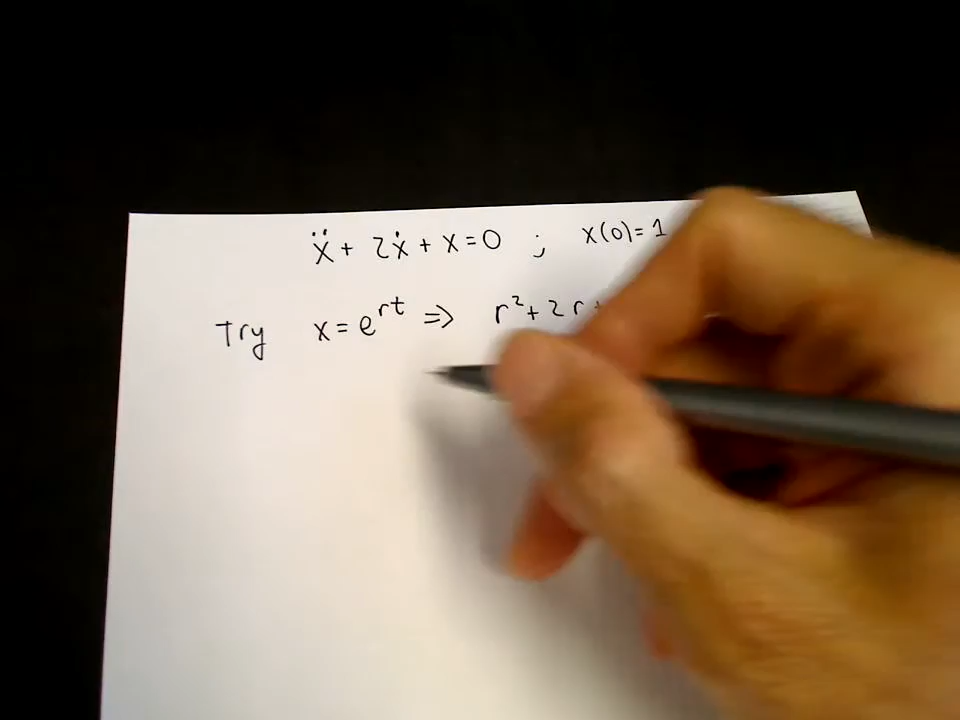 ẍ + 2ẋ + x = 0 ; x(0) = 1
Try x = e^{rt} => r² + 2r +